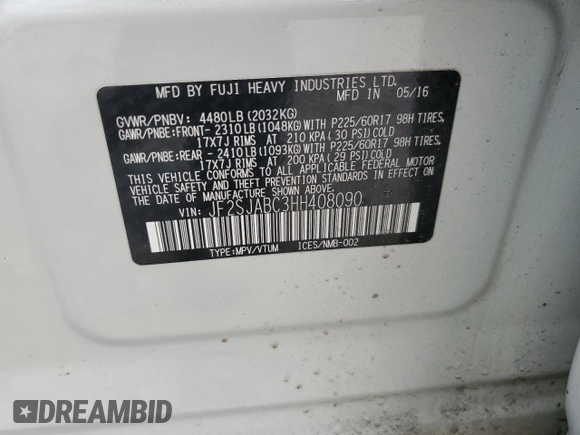 MFD BY FUJI HEAVY INDUSTRIES LTD.
MFD IN 05/16
GVWR/PNBV: 4480LB (2032KG)
GAWR/PNBE:FRONT- 2310LB (1048KG) WITH P225/60R17 98H TIRES,
17X7J RIMS AT 210 KPA (30 PSI) COLD
GAWR/PNBE:REAR - 2410LB (1093KG) WITH P225/60R17 98H TIRES,
17X7J RIMS AT 200 KPA (29 PSI) COLD
THIS VEHICLE CONFORMS TO ALL APPLICABLE FEDERAL MOTOR
VEHICLE SAFETY AND THEFT PREVENTION STANDARDS IN EFFECT ON
THE DATE OF MANUFACTURE SHOWN ABOVE.
VIN: JF2SJABC3HH408090
TYPE:MPV/VTUM ICES/NMB-002
DREAMBID